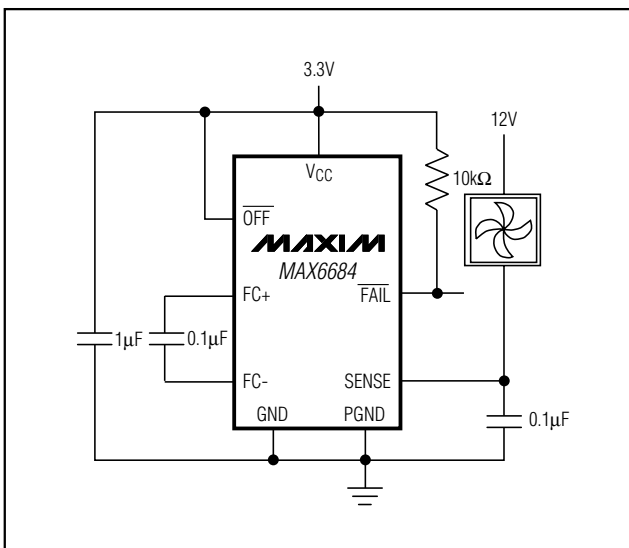 3.3V
12V
VCC
10kΩ
OFF
MAXIM
MAX6684
FC+
FAIL
1µF
0.1µF
FC-
SENSE
GND
PGND
0.1µF